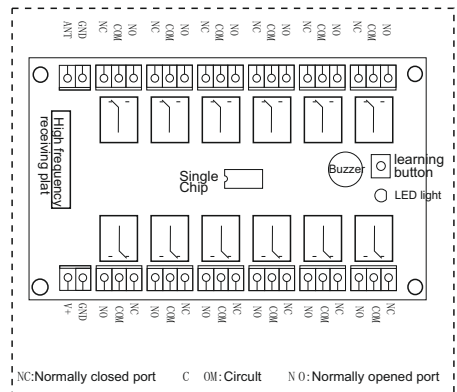 ANT GND NC COM NO NC COM NO NC COM NO NC COM NO NC COM NO NC COM NO
High frequency
receiving plat
Single
Chip
Buzzer
learning
button
LED light
V+ GND NO COM NC NO COM NC NO COM NC NO COM NC NO COM NC NO COM NC
NC:Normally closed port C OM:Circult N O:Normally opened port